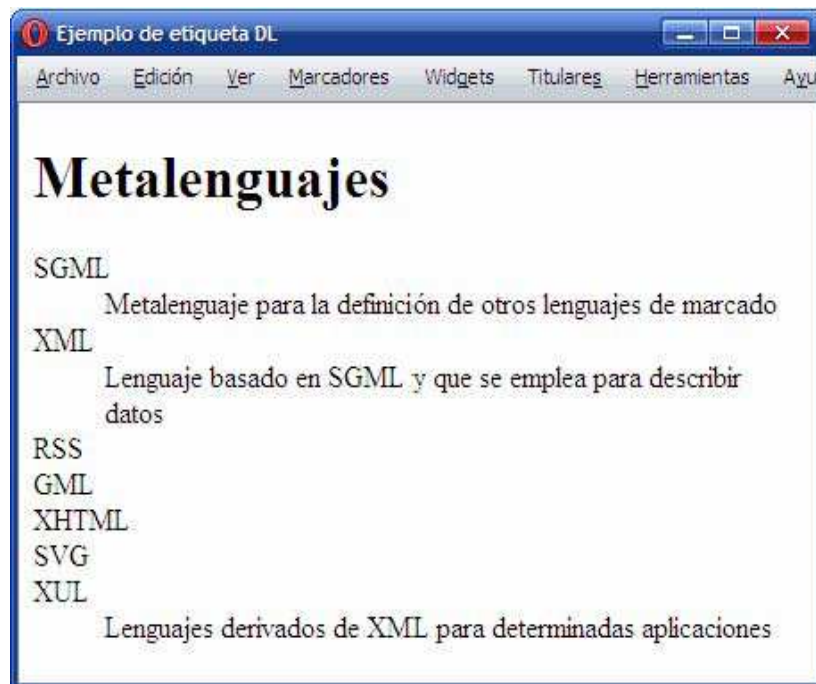 Ejemplo de etiqueta DL
Archivo Edición Ver Marcadores Widgets Titulares Herramientas Ayu
Metalenguajes
SGML
Metalenguaje para la definición de otros lenguajes de marcado
XML
Lenguaje basado en SGML y que se emplea para describir
datos
RSS
GML
XHTML
SVG
XUL
Lenguajes derivados de XML para determinadas aplicaciones